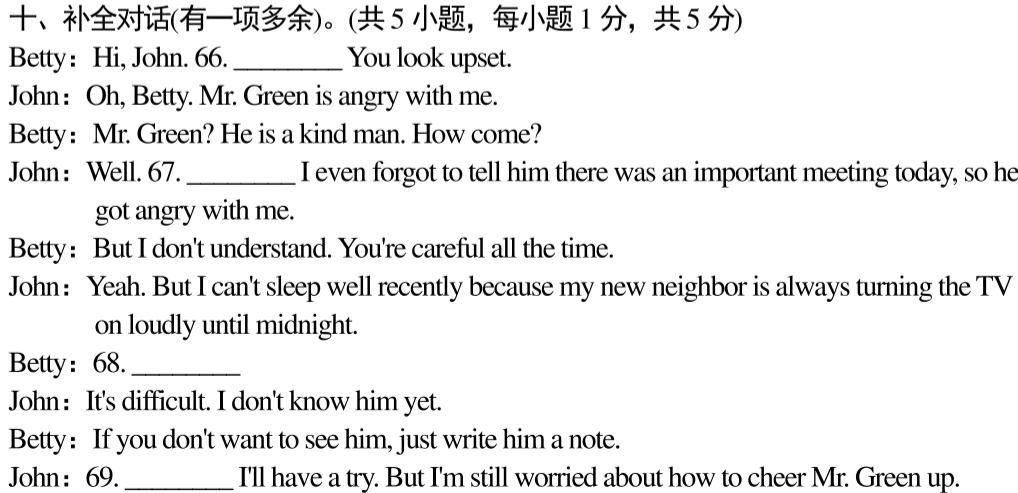 十、补全对话(有一项多余)。(共 5 小题，每小题 1 分，共 5 分)
Betty：Hi, John. 66. ________ You look upset.
John：Oh, Betty. Mr. Green is angry with me.
Betty：Mr. Green? He is a kind man. How come?
John：Well. 67. ________ I even forgot to tell him there was an important meeting today, so he
got angry with me.
Betty：But I don't understand. You're careful all the time.
John：Yeah. But I can't sleep well recently because my new neighbor is always turning the TV
on loudly until midnight.
Betty：68. ________
John：It's difficult. I don't know him yet.
Betty：If you don't want to see him, just write him a note.
John：69. ________ I'll have a try. But I'm still worried about how to cheer Mr. Green up.